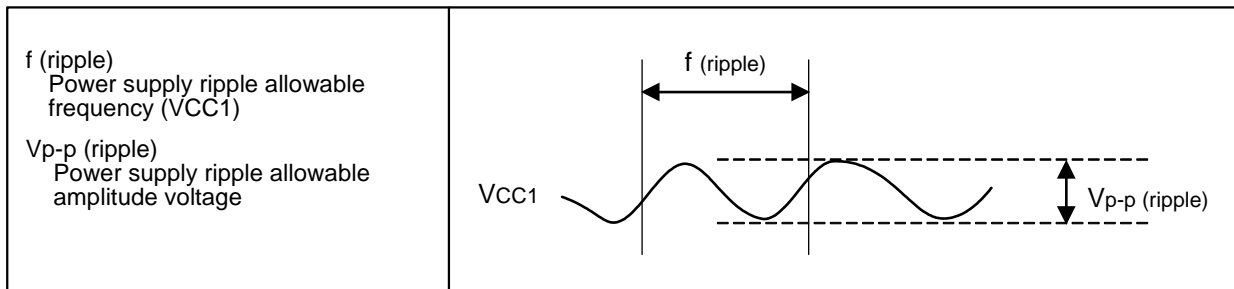 f (ripple)
Power supply ripple allowable
frequency (VCC1)
Vp-p (ripple)
Power supply ripple allowable
amplitude voltage
f (ripple)
VCC1
Vp-p (ripple)